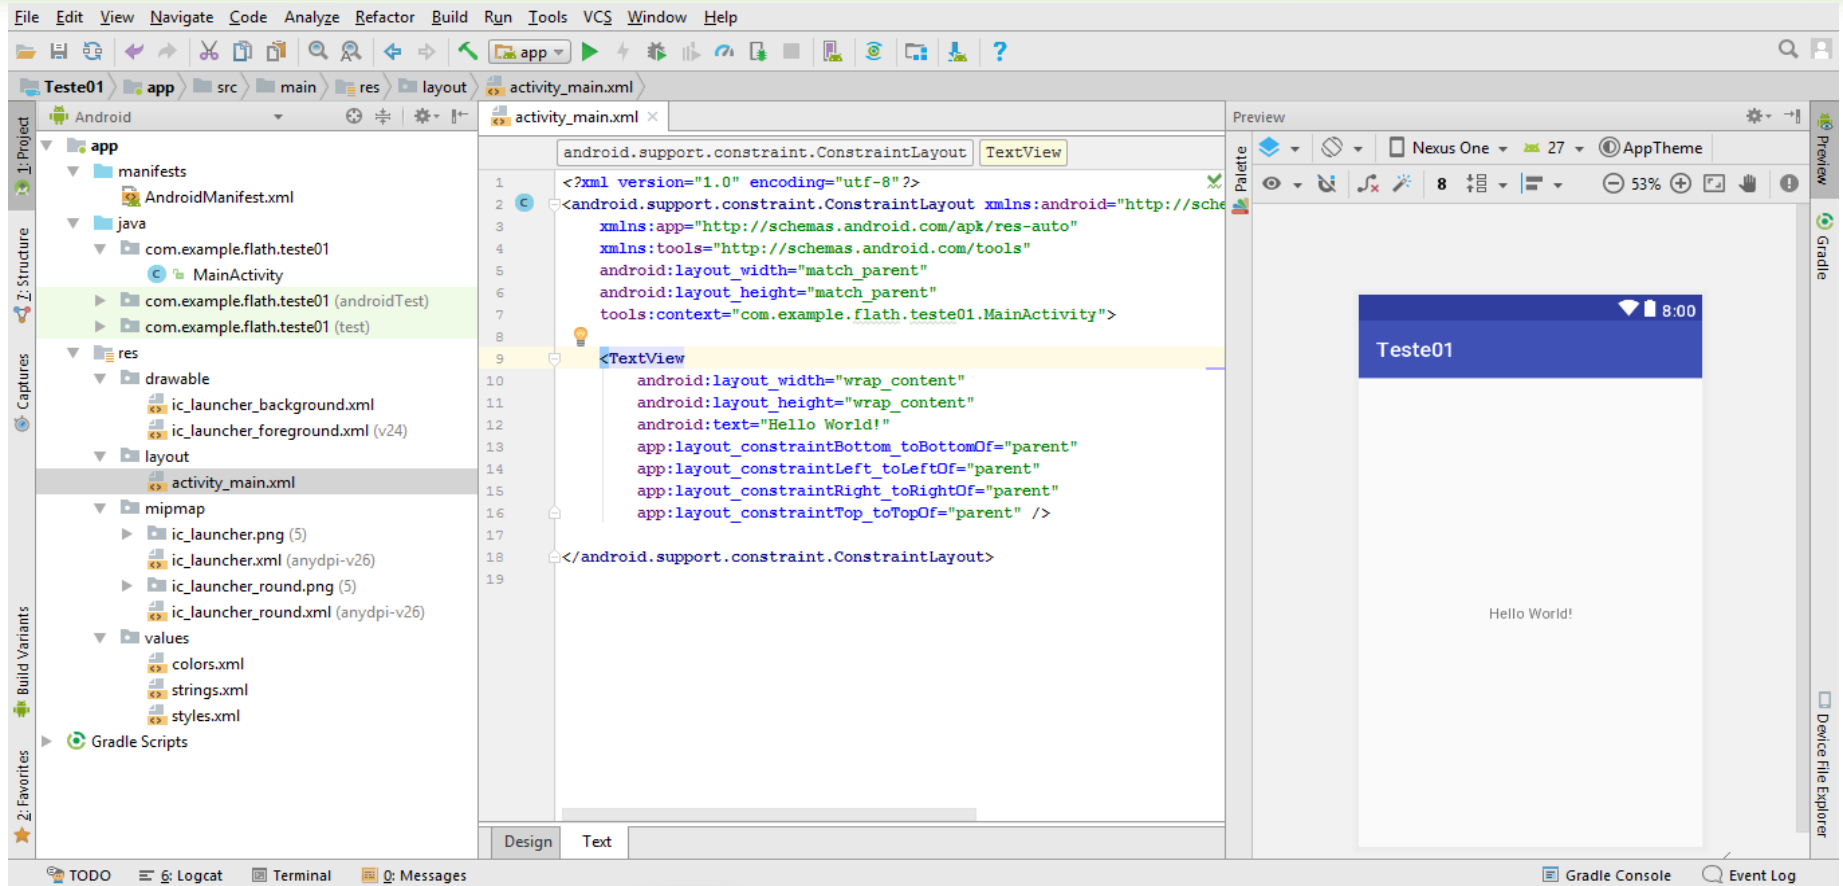 File Edit View Navigate Code Analyze Refactor Build Run Tools VCS Window Help
app
Teste01 app src main res layout activity_main.xml
1: Project
7: Structure
Captures
Build Variants
2: Favorites
Android
app
manifests
AndroidManifest.xml
java
com.example.flath.teste01
MainActivity
com.example.flath.teste01 (androidTest)
com.example.flath.teste01 (test)
res
drawable
ic_launcher_background.xml
ic_launcher_foreground.xml (v24)
layout
activity_main.xml
mipmap
ic_launcher.png (5)
ic_launcher.xml (anydpi-v26)
ic_launcher_round.png (5)
ic_launcher_round.xml (anydpi-v26)
values
colors.xml
strings.xml
styles.xml
Gradle Scripts
activity_main.xml
android.support.constraint.ConstraintLayout TextView
1 <?xml version="1.0" encoding="utf-8"?>
2 <android.support.constraint.ConstraintLayout xmlns:android="http://sche
3 xmlns:app="http://schemas.android.com/apk/res-auto"
4 xmlns:tools="http://schemas.android.com/tools"
5 android:layout_width="match_parent"
6 android:layout_height="match_parent"
7 tools:context="com.example.flath.teste01.MainActivity">
8
9 <TextView
10 android:layout_width="wrap_content"
11 android:layout_height="wrap_content"
12 android:text="Hello World!"
13 app:layout_constraintBottom_toBottomOf="parent"
14 app:layout_constraintLeft_toLeftOf="parent"
15 app:layout_constraintRight_toRightOf="parent"
16 app:layout_constraintTop_toTopOf="parent" />
17
18 </android.support.constraint.ConstraintLayout>
19
Design Text
Preview
Palette
Nexus One 27 AppTheme
8 53%
8:00
Teste01
Hello World!
Preview
Gradle
Device File Explorer
TODO 6: Logcat Terminal 0: Messages Gradle Console Event Log